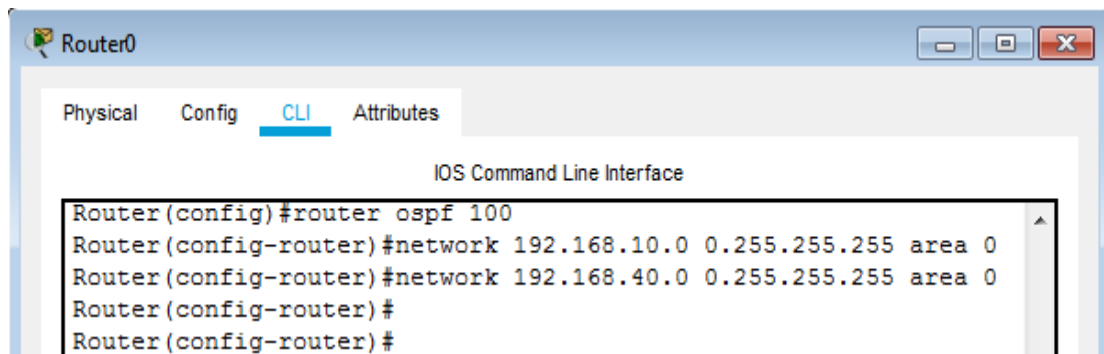 Router0
Physical Config CLI Attributes
IOS Command Line Interface
Router(config)#router ospf 100
Router(config-router)#network 192.168.10.0 0.255.255.255 area 0
Router(config-router)#network 192.168.40.0 0.255.255.255 area 0
Router(config-router)#
Router(config-router)#